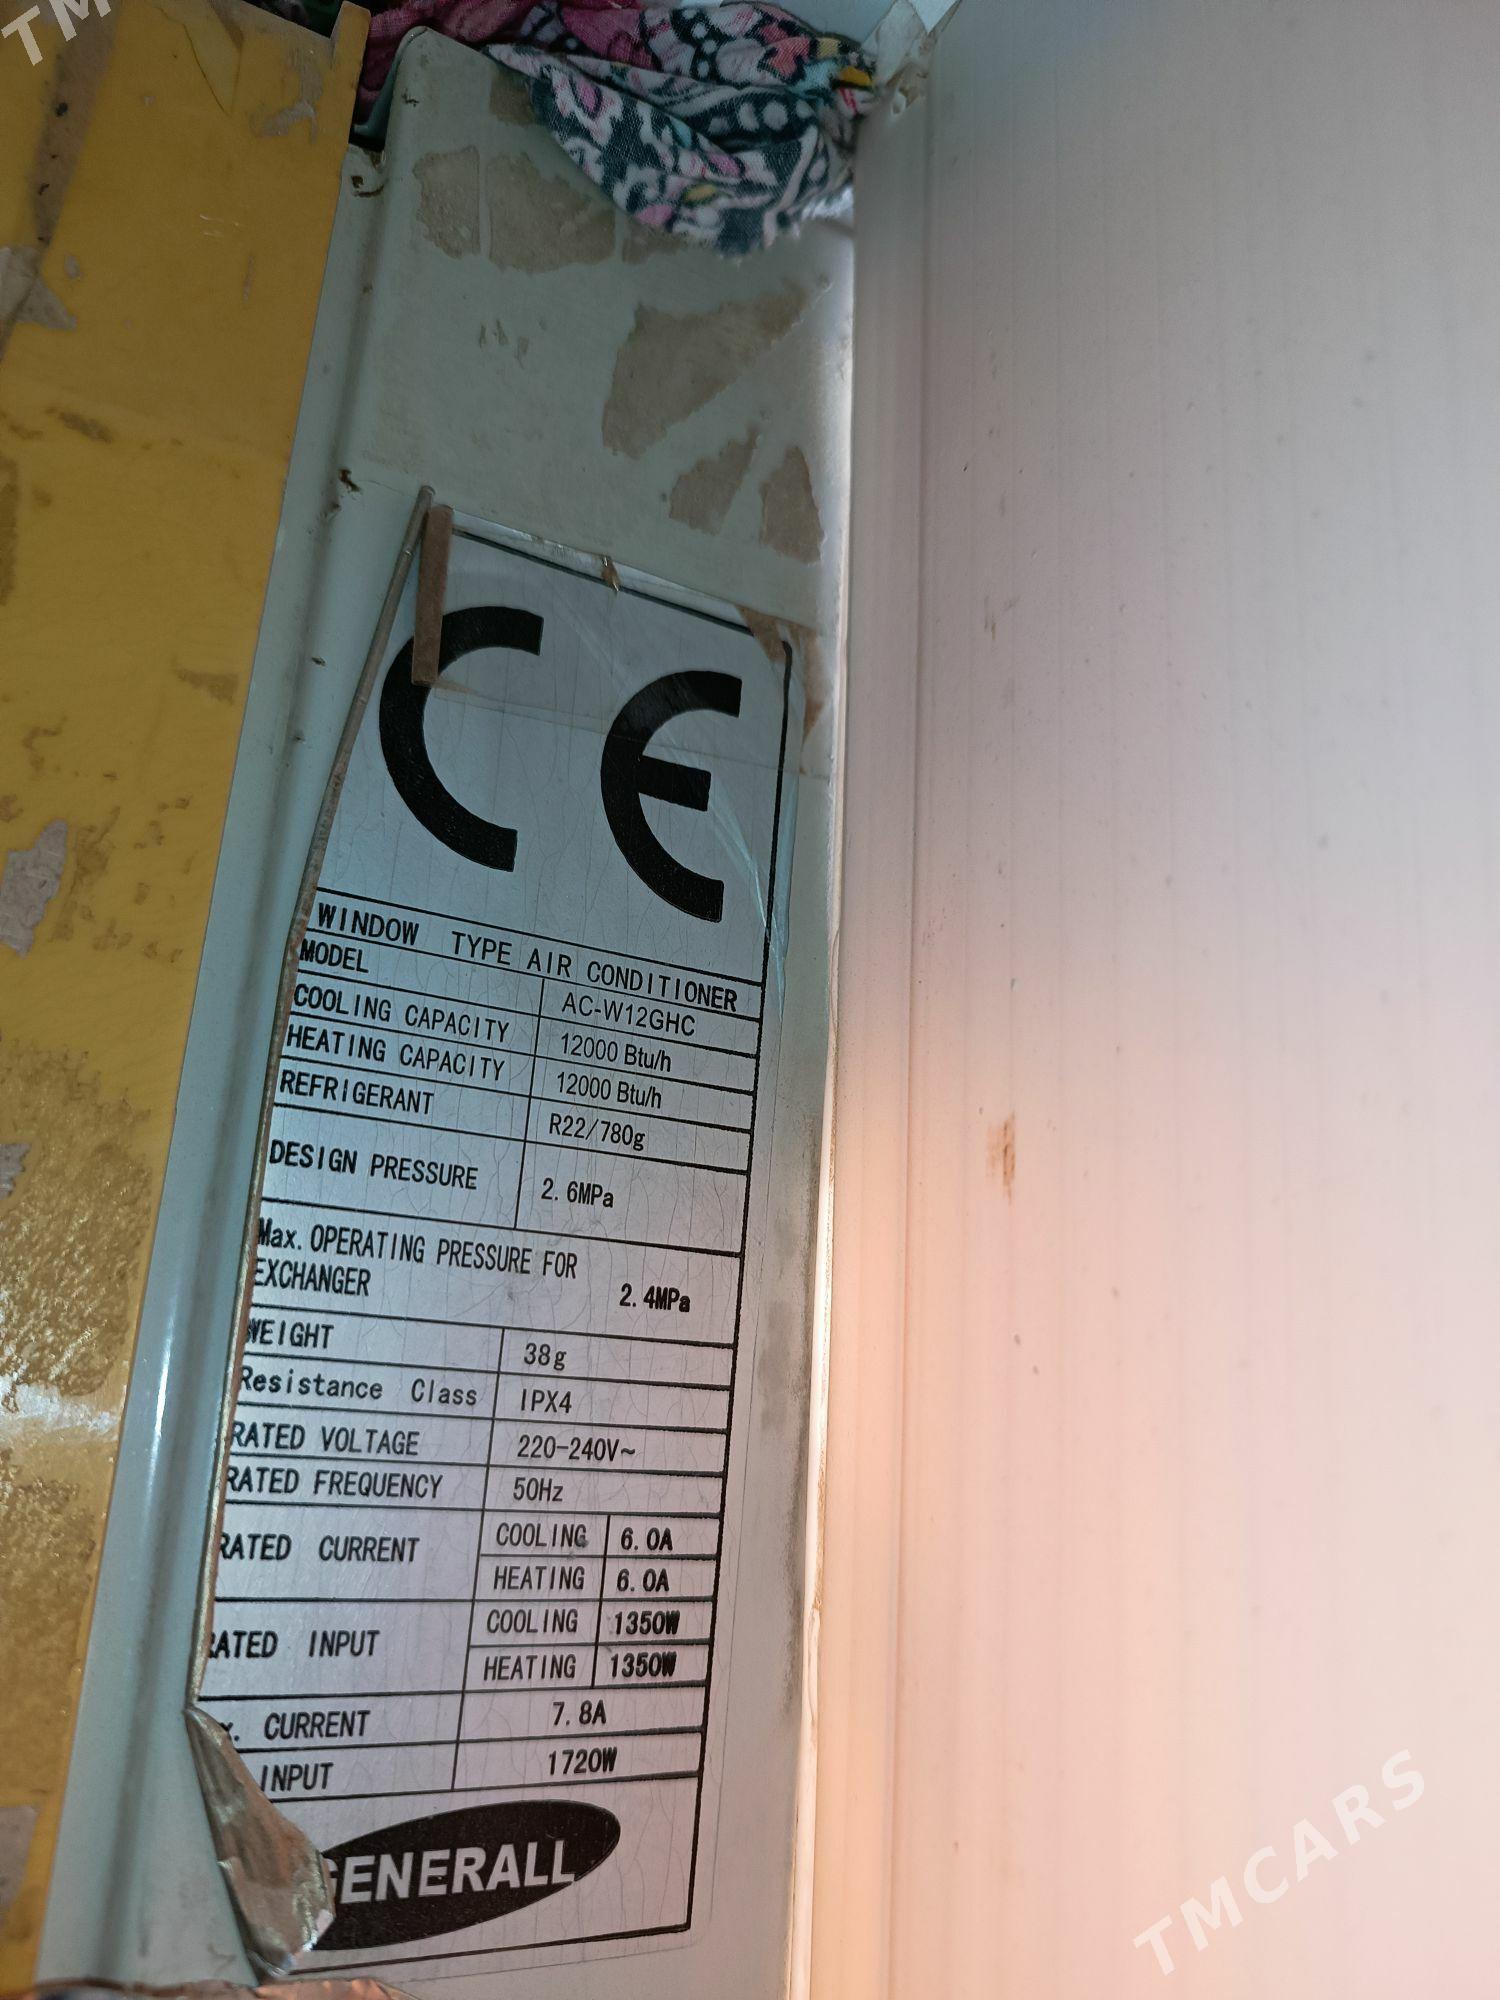 TM
CE
WINDOW TYPE AIR CONDITIONER
MODEL AC-W12GHC
COOLING CAPACITY 12000 Btu/h
HEATING CAPACITY 12000 Btu/h
REFRIGERANT R22/780g
DESIGN PRESSURE 2.6MPa
Max. OPERATING PRESSURE FOR
EXCHANGER 2.4MPa
WEIGHT 38g
Resistance Class IPX4
RATED VOLTAGE 220-240V~
RATED FREQUENCY 50Hz
RATED CURRENT COOLING 6.0A
HEATING 6.0A
RATED INPUT COOLING 1350W
HEATING 1350W
x. CURRENT 7.8A
INPUT 1720W
GENERALL
TMCARS